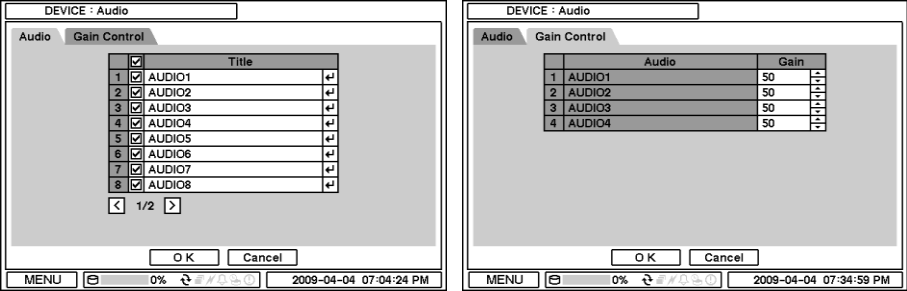 DEVICE : Audio
Audio Gain Control
Title
1 AUDIO1
2 AUDIO2
3 AUDIO3
4 AUDIO4
5 AUDIO5
6 AUDIO6
7 AUDIO7
8 AUDIO8
< 1/2 >
OK Cancel
MENU 0% 2009-04-04 07:04:24 PM
DEVICE : Audio
Audio Gain Control
Audio Gain
1 AUDIO1 50
2 AUDIO2 50
3 AUDIO3 50
4 AUDIO4 50
OK Cancel
MENU 0% 2009-04-04 07:34:59 PM